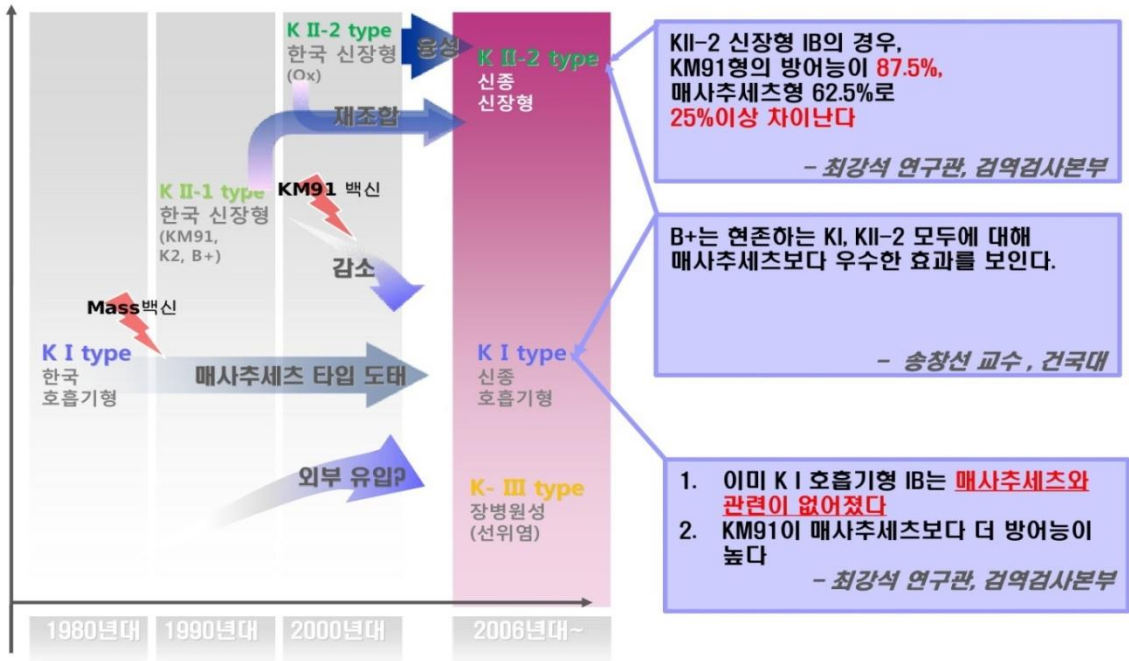 K II-2 type
한국 신장형
(Qx)
융성
K II-2 type
신종
신장형
재조합
K II-1 type
한국 신장형
(KM91,
K2, B+)
KM91 백신
감소
Mass백신
K I type
한국
호흡기형
매사추세츠 타입 도태
K I type
신종
호흡기형
외부 유입?
K- III type
장병원성
(선위염)
1980년대
1990년대
2000년대
2006년대~
KII-2 신장형 IB의 경우,
KM91형의 방어능이 87.5%,
매사추세츠형 62.5%로
25%이상 차이난다
– 최강석 연구관, 검역검사본부
B+는 현존하는 KI, KII-2 모두에 대해
매사추세츠보다 우수한 효과를 보인다.
– 송창선 교수 , 건국대
1. 이미 K I 호흡기형 IB는 매사추세츠와
관련이 없어졌다
2. KM91이 매사추세츠보다 더 방어능이
높다
– 최강석 연구관, 검역검사본부